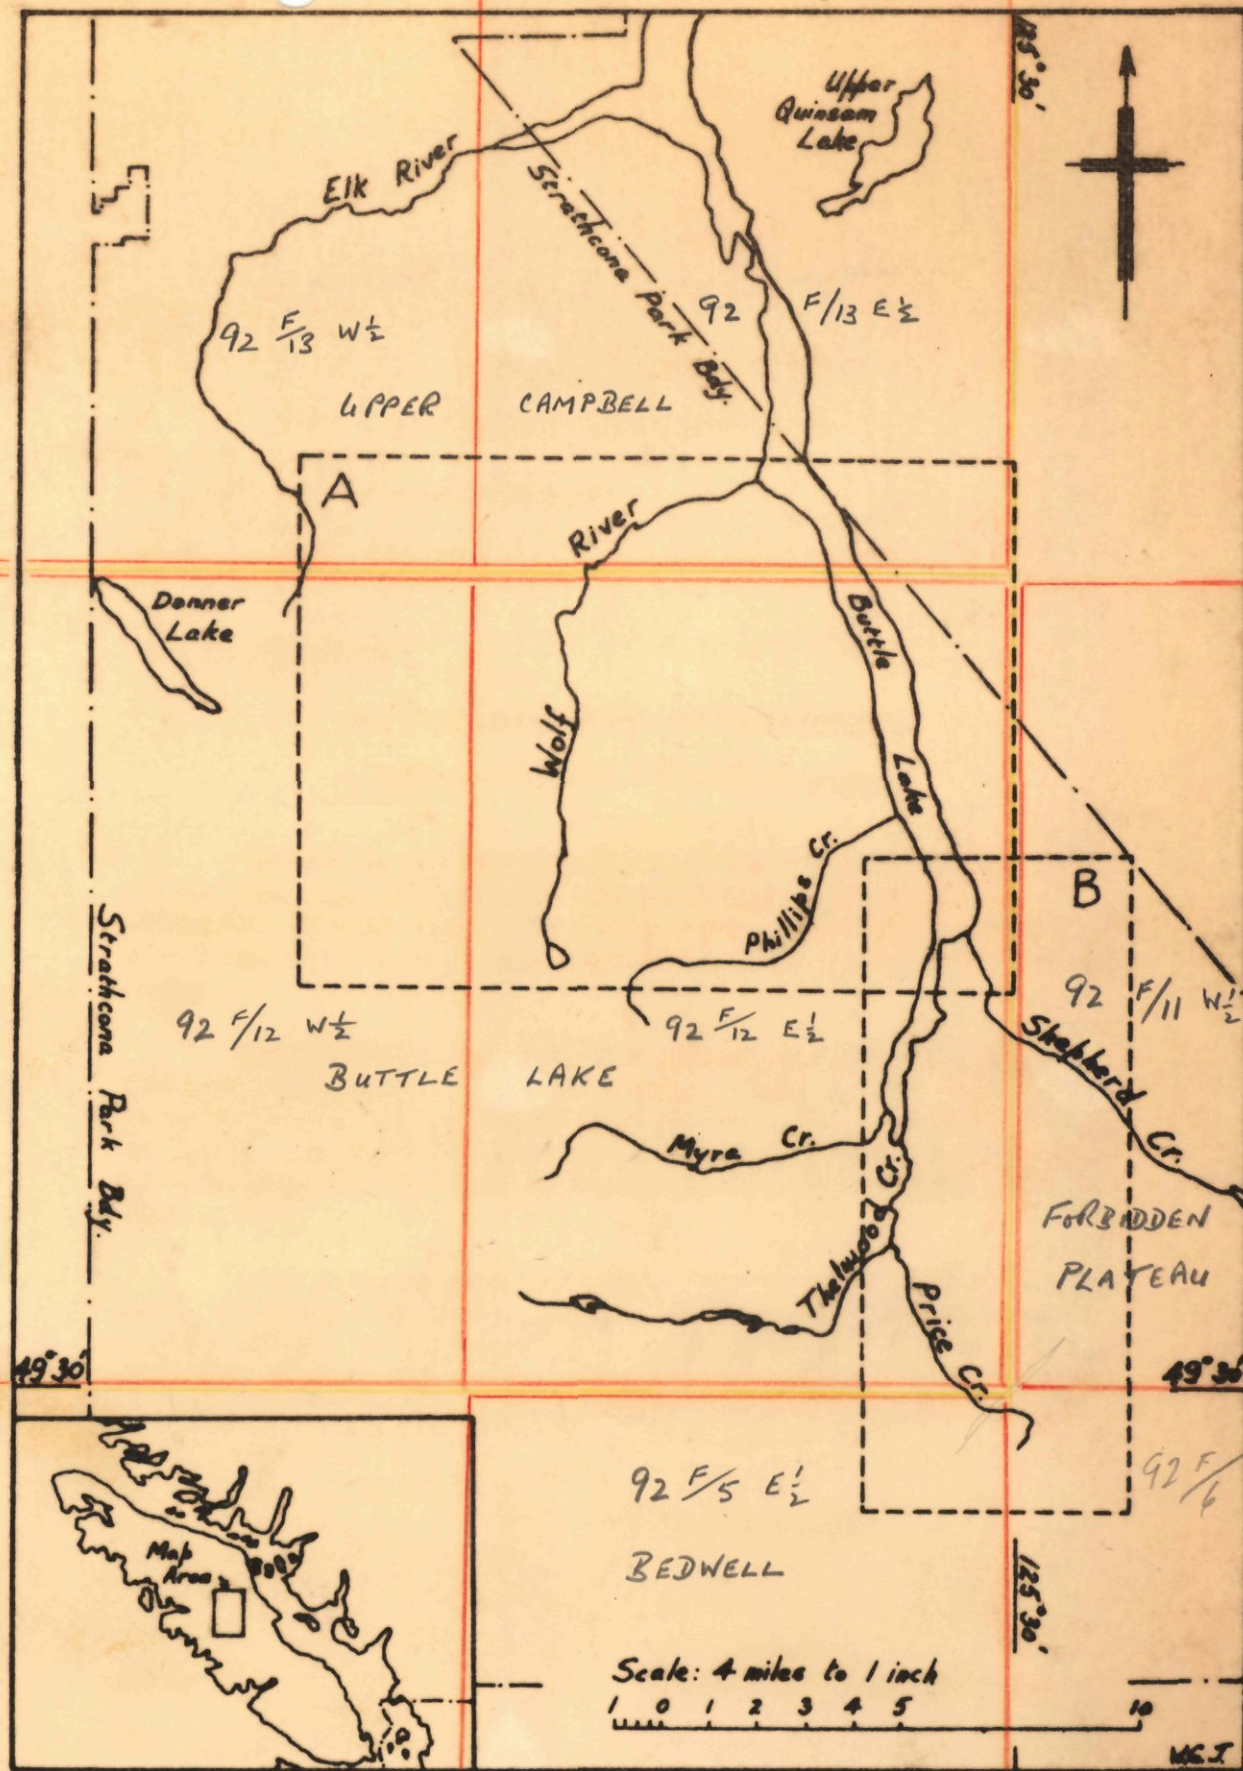 125°30'
Upper
Quinsam
Lake
Elk River
Strathcona Park Bdy.
92 F/13 W½
92 F/13 E½
UPPER CAMPBELL
A
River
Donner
Lake
Buttle
Wolf
Lake
Phillips Cr.
B
Strathcona Park Bdy.
92 F/12 W½
92 F/12 E½
92 F/11 W½
Shepherd Cr.
BUTTLE LAKE
Myra Cr.
Thelwood Cr.
FORBIDDEN
PLATEAU
Price Cr.
49°30'
49°30'
92 F/5 E½
92 F/6
BEDWELL
Map
Area
125°30'
Scale: 4 miles to 1 inch
1 0 1 2 3 4 5 10
W.G.J.